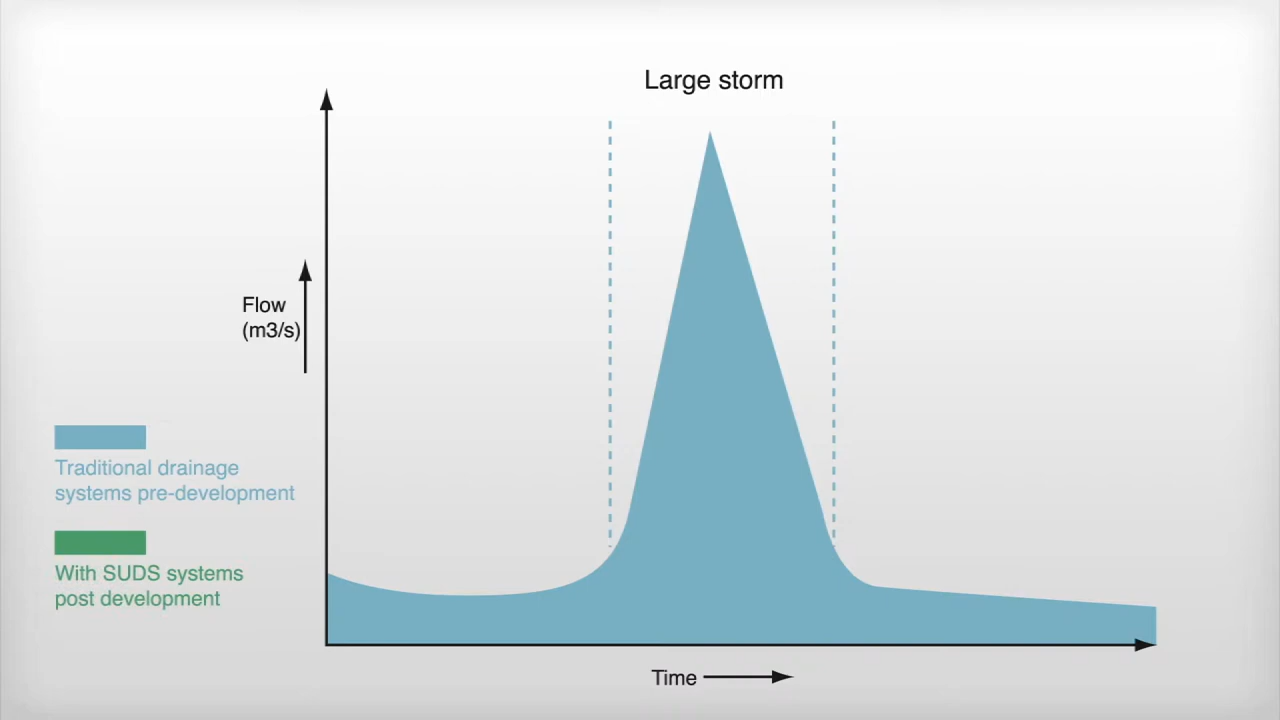 Large storm
Flow
(m3/s)
Traditional drainage
systems pre-development
With SUDS systems
post development
Time